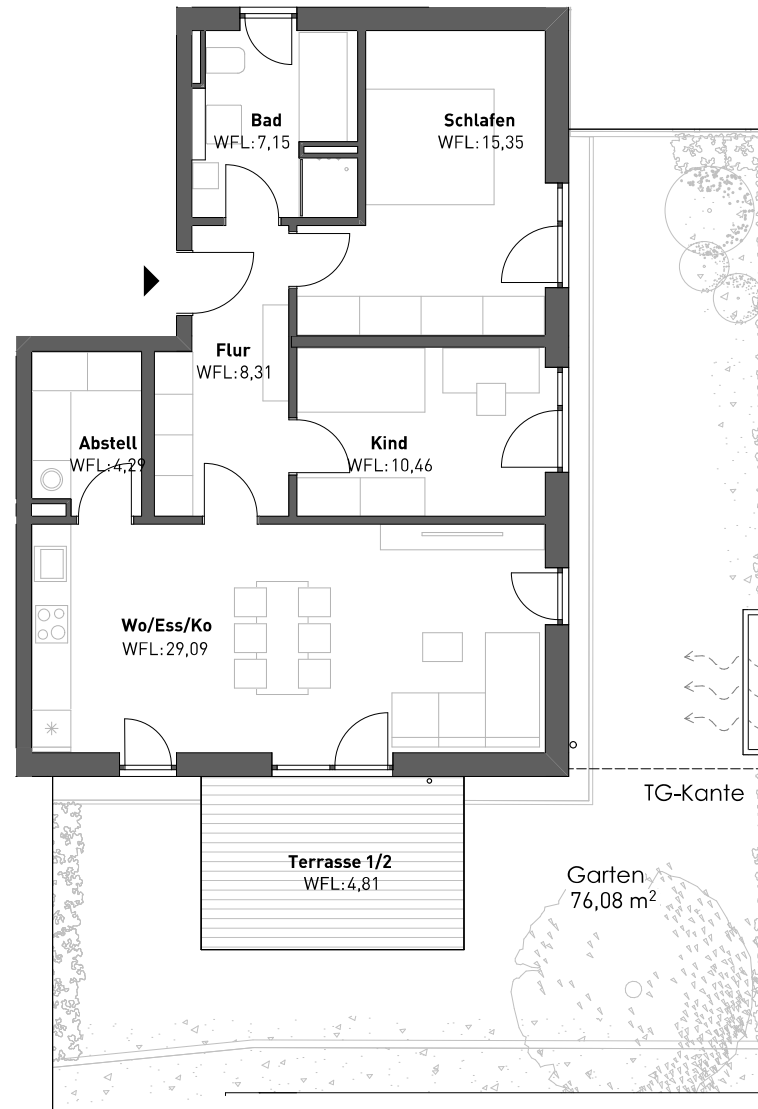 Bad
WFL:7,15
Schlafen
WFL:15,35
Flur
WFL:8,31
Abstell
WFL:4,29
Kind
WFL:10,46
Wo/Ess/Ko
WFL:29,09
TG-Kante
Terrasse 1/2
WFL:4,81
Garten
76,08 m²